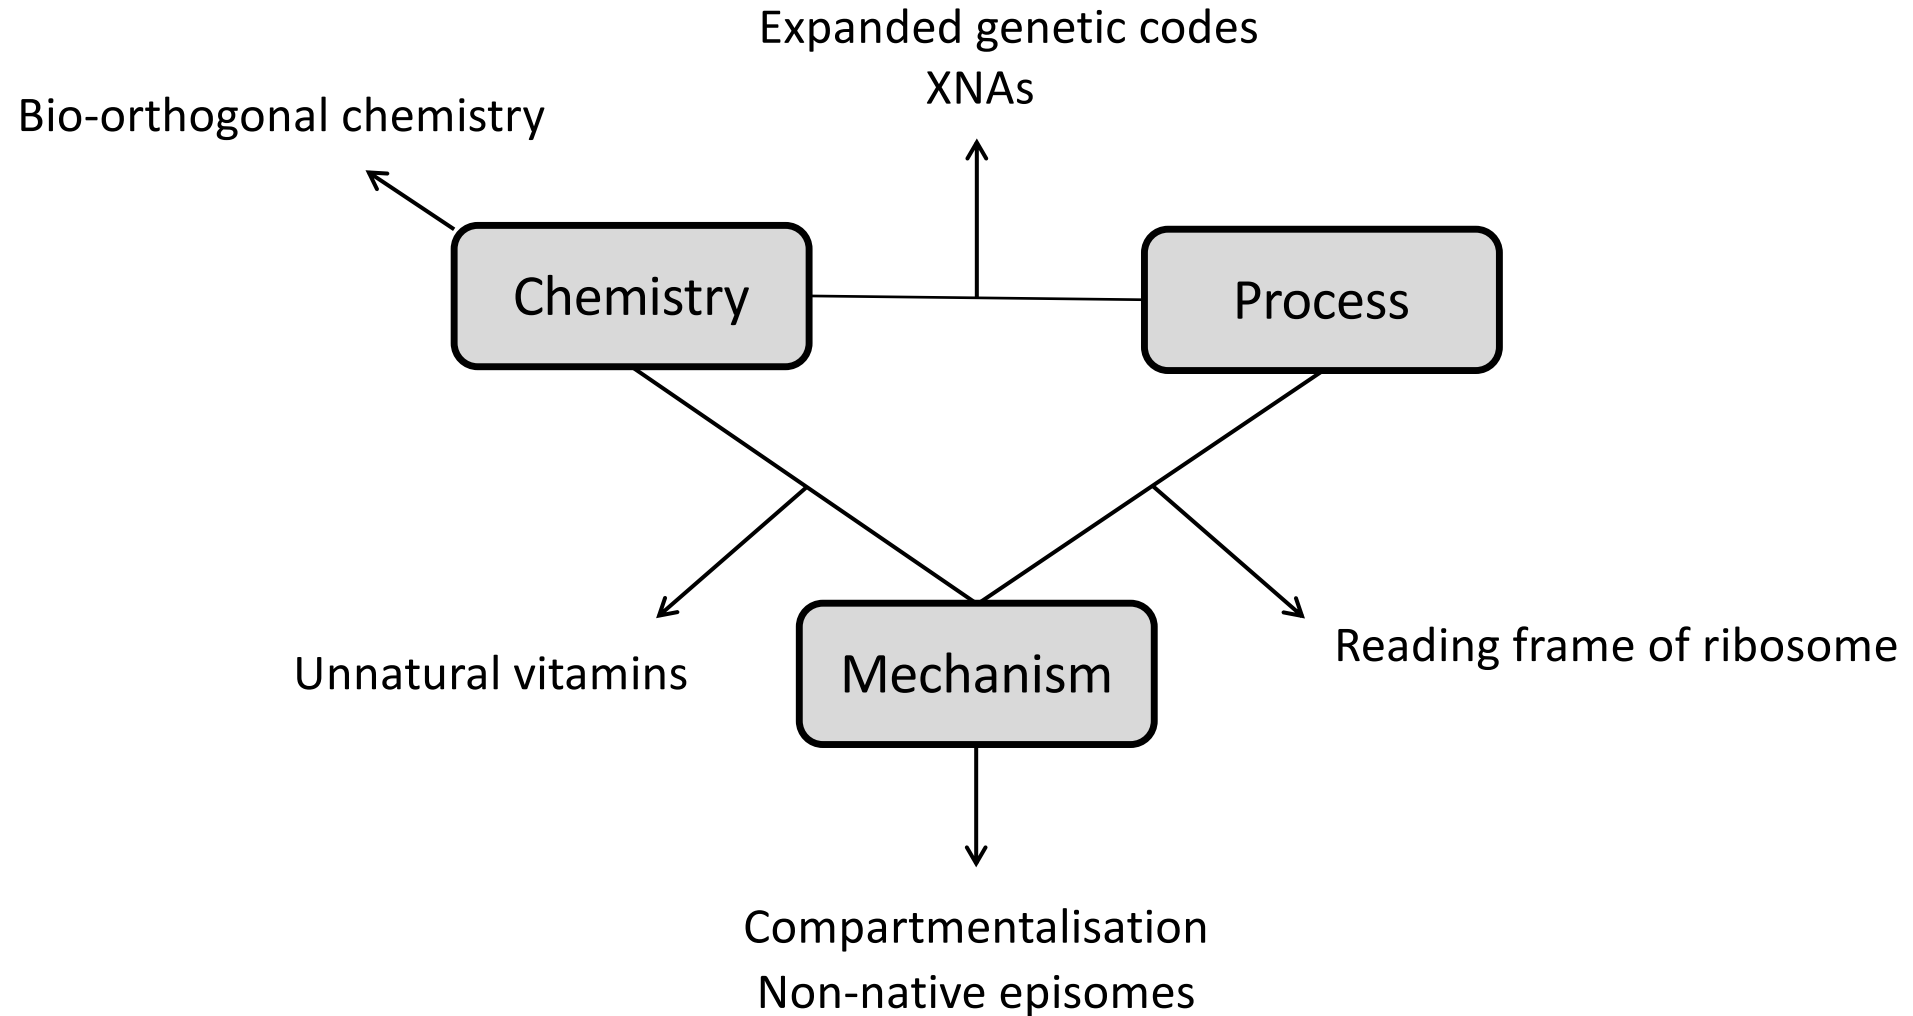 Expanded genetic codes
XNAs
Bio-orthogonal chemistry
Chemistry
Process
Unnatural vitamins
Mechanism
Reading frame of ribosome
Compartmentalisation
Non-native episomes